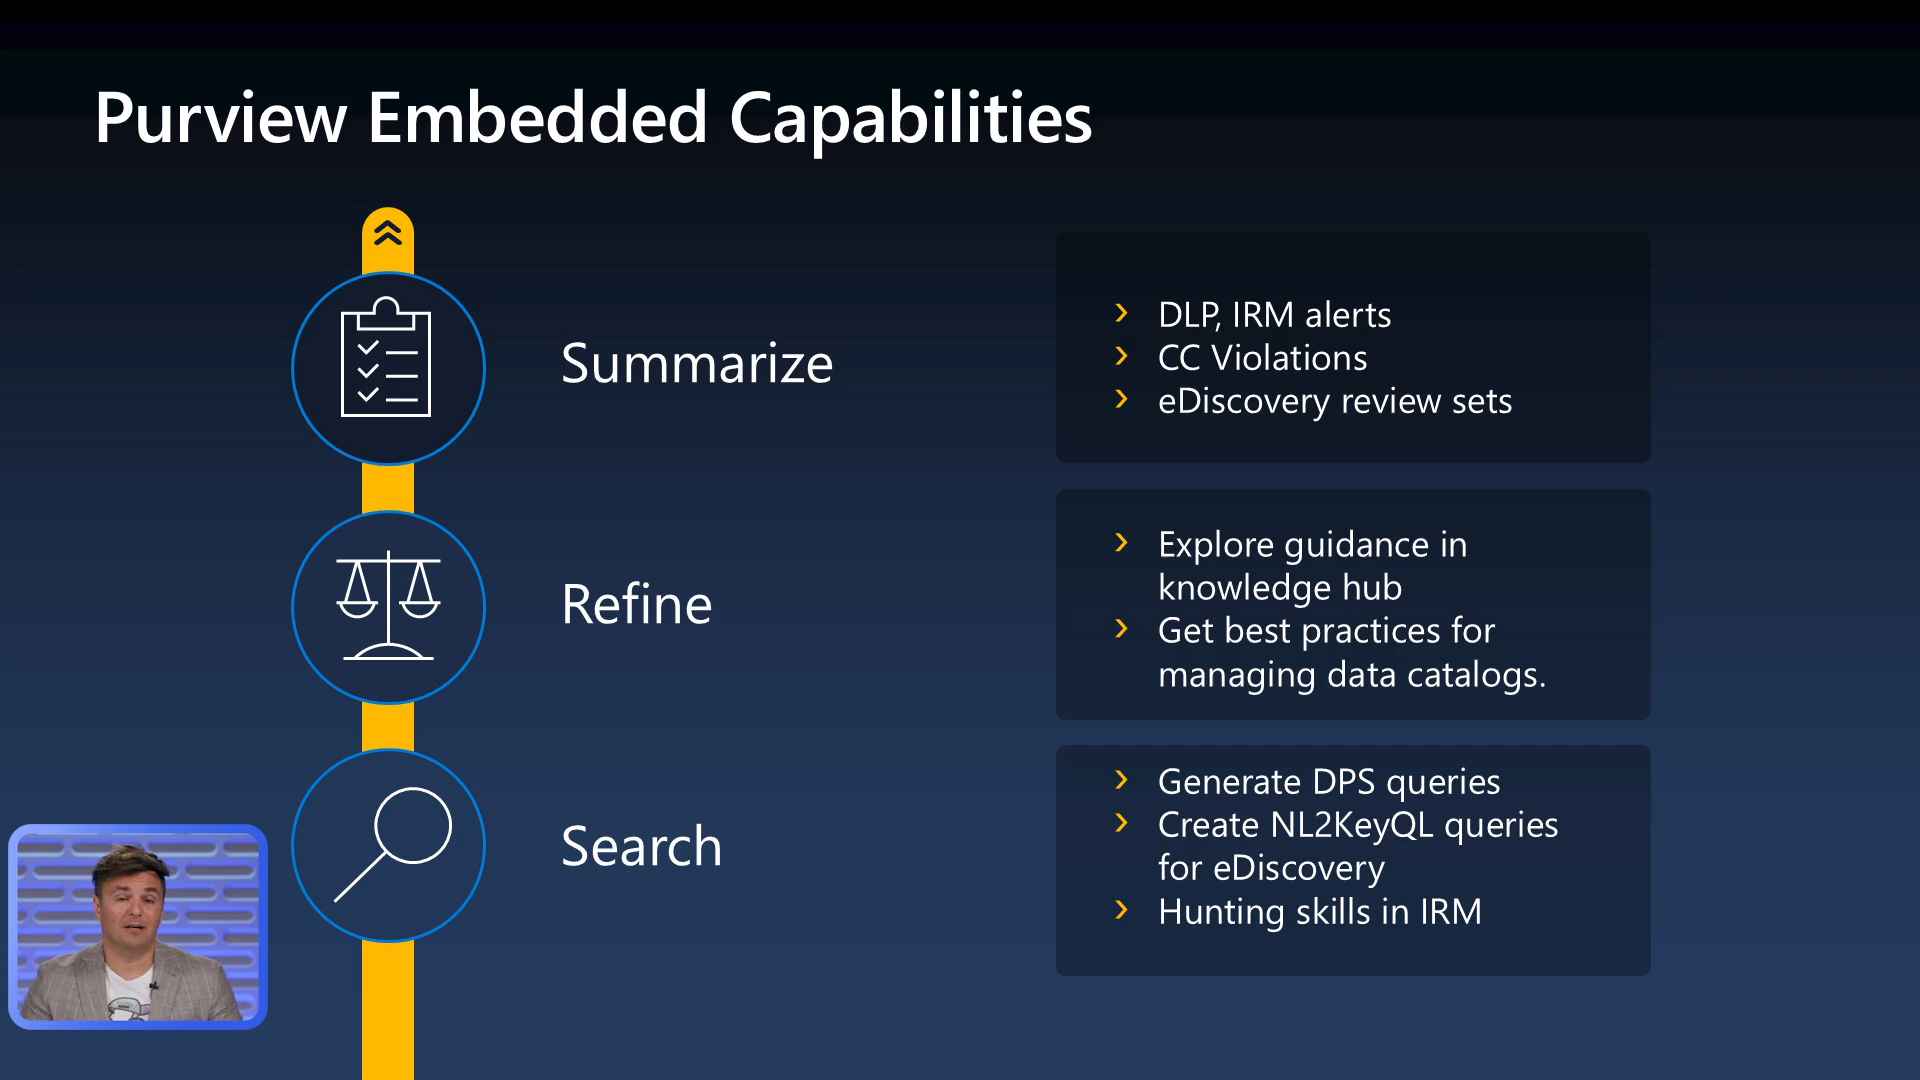 Purview Embedded Capabilities
Summarize
DLP, IRM alerts
CC Violations
eDiscovery review sets
Refine
Explore guidance in
knowledge hub
Get best practices for
managing data catalogs.
Search
Generate DPS queries
Create NL2KeyQL queries
for eDiscovery
Hunting skills in IRM